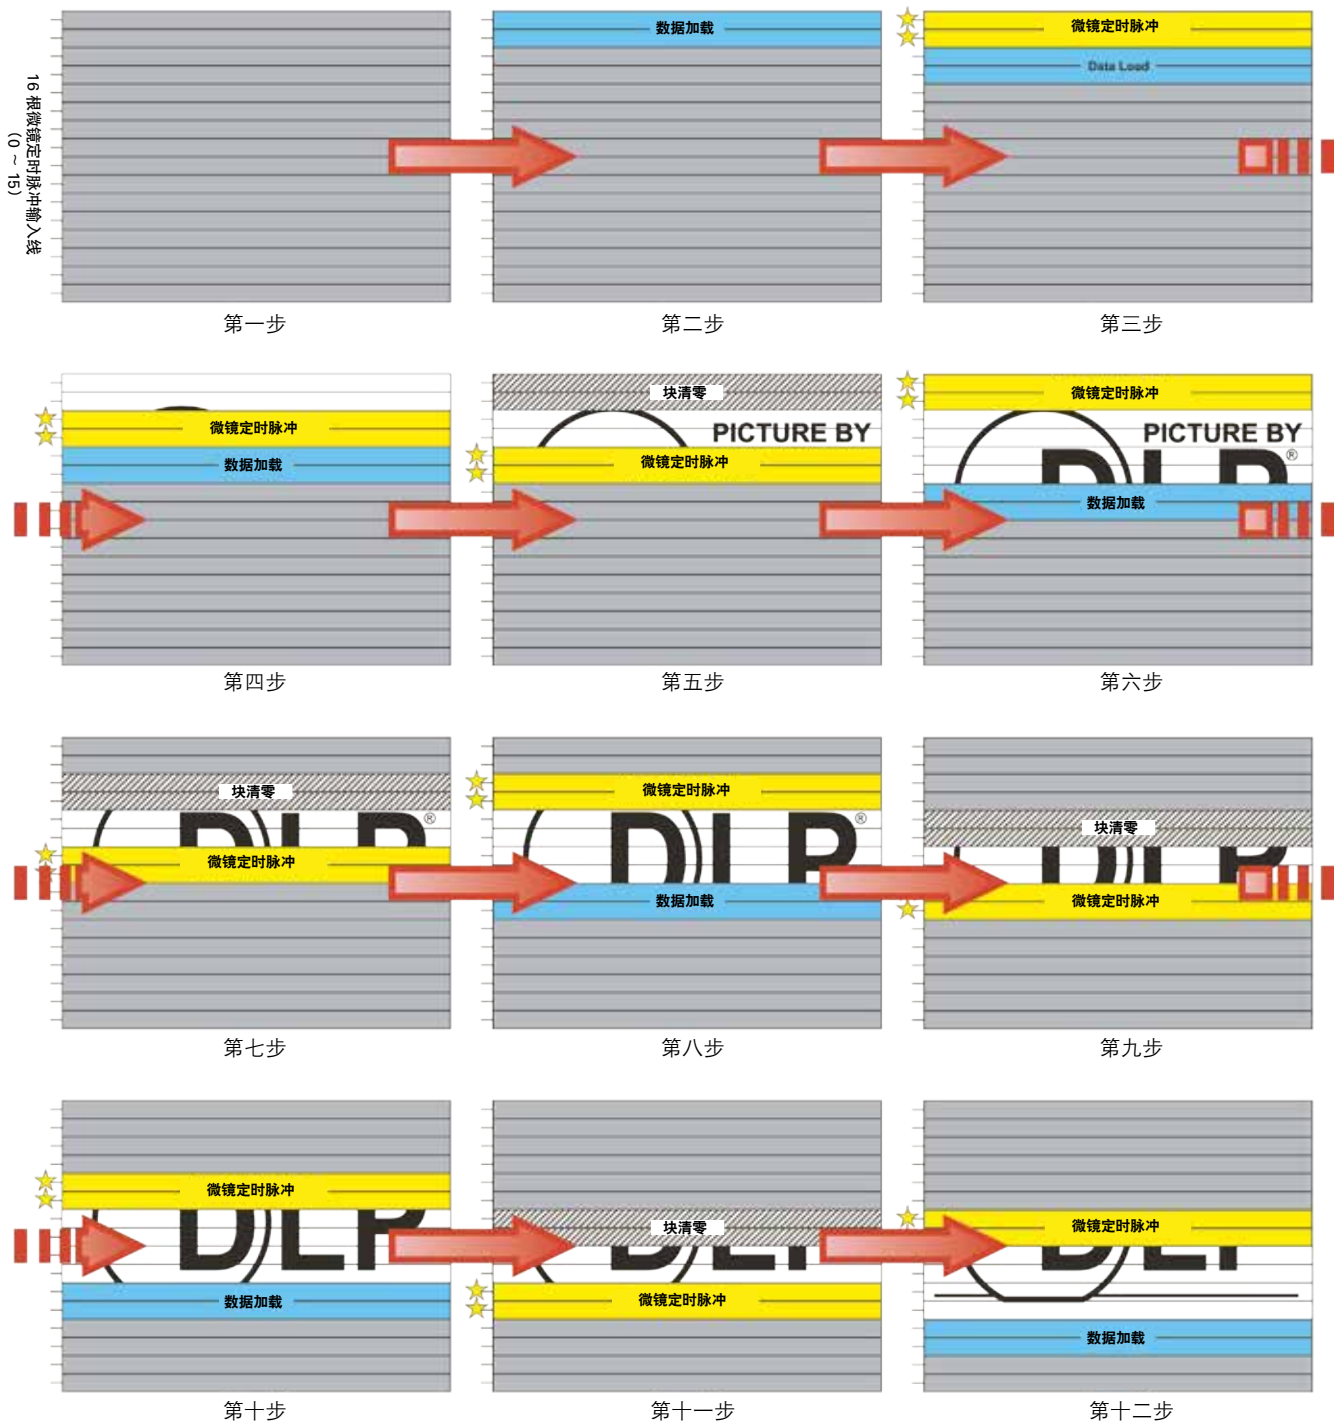 16 根微镜定时脉冲输入线
(0 ~ 15)
数据加载
微镜定时脉冲
Data Load
第一步
第二步
第三步
微镜定时脉冲
数据加载
块清零
PICTURE BY
微镜定时脉冲
微镜定时脉冲
PICTURE BY
DLP®
数据加载
第四步
第五步
第六步
块清零
DLP®
微镜定时脉冲
微镜定时脉冲
DLP®
数据加载
块清零
DLP
微镜定时脉冲
第七步
第八步
第九步
微镜定时脉冲
DLP
数据加载
块清零
DLP
微镜定时脉冲
微镜定时脉冲
DLP
数据加载
第十步
第十一步
第十二步